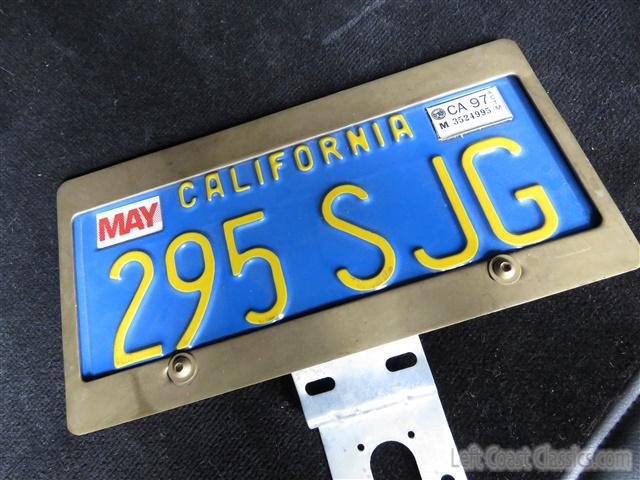 CALIFORNIA
MAY
CA 97
M 3524995
295 SJG
Left Coast Classics.com